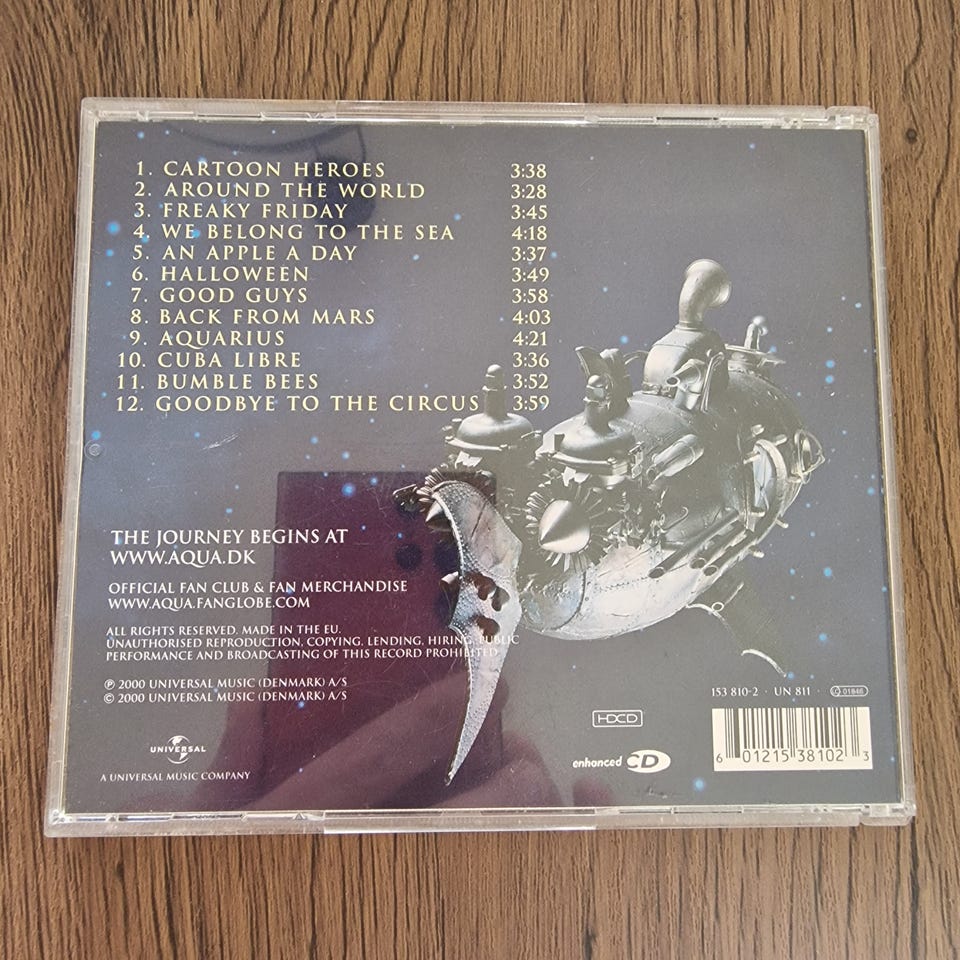 1. CARTOON HEROES 3:38
2. AROUND THE WORLD 3:28
3. FREAKY FRIDAY 3:45
4. WE BELONG TO THE SEA 4:18
5. AN APPLE A DAY 3:37
6. HALLOWEEN 3:49
7. GOOD GUYS 3:58
8. BACK FROM MARS 4:03
9. AQUARIUS 4:21
10. CUBA LIBRE 3:36
11. BUMBLE BEES 3:52
12. GOODBYE TO THE CIRCUS 3:59
THE JOURNEY BEGINS AT
WWW.AQUA.DK
OFFICIAL FAN CLUB & FAN MERCHANDISE
WWW.AQUA.FANGLOBE.COM
ALL RIGHTS RESERVED. MADE IN THE EU.
UNAUTHORISED REPRODUCTION, COPYING, LENDING, HIRING, PUBLIC
PERFORMANCE AND BROADCASTING OF THIS RECORD PROHIBITED
℗ 2000 UNIVERSAL MUSIC (DENMARK) A/S
© 2000 UNIVERSAL MUSIC (DENMARK) A/S
UNIVERSAL
A UNIVERSAL MUSIC COMPANY
153 810-2 · UN 811 · 01846
HDCD
enhanced CD
6 01215 38102 3